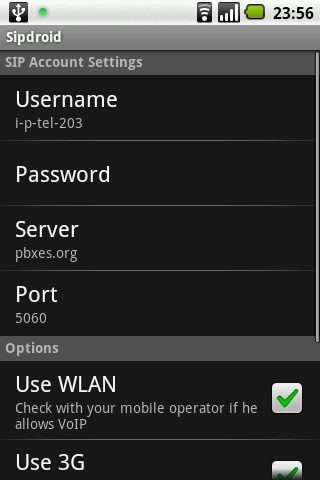 23:56
Sipdroid
SIP Account Settings
Username
i-p-tel-203
Password
Server
pbxes.org
Port
5060
Options
Use WLAN
Check with your mobile operator if he
allows VoIP
Use 3G